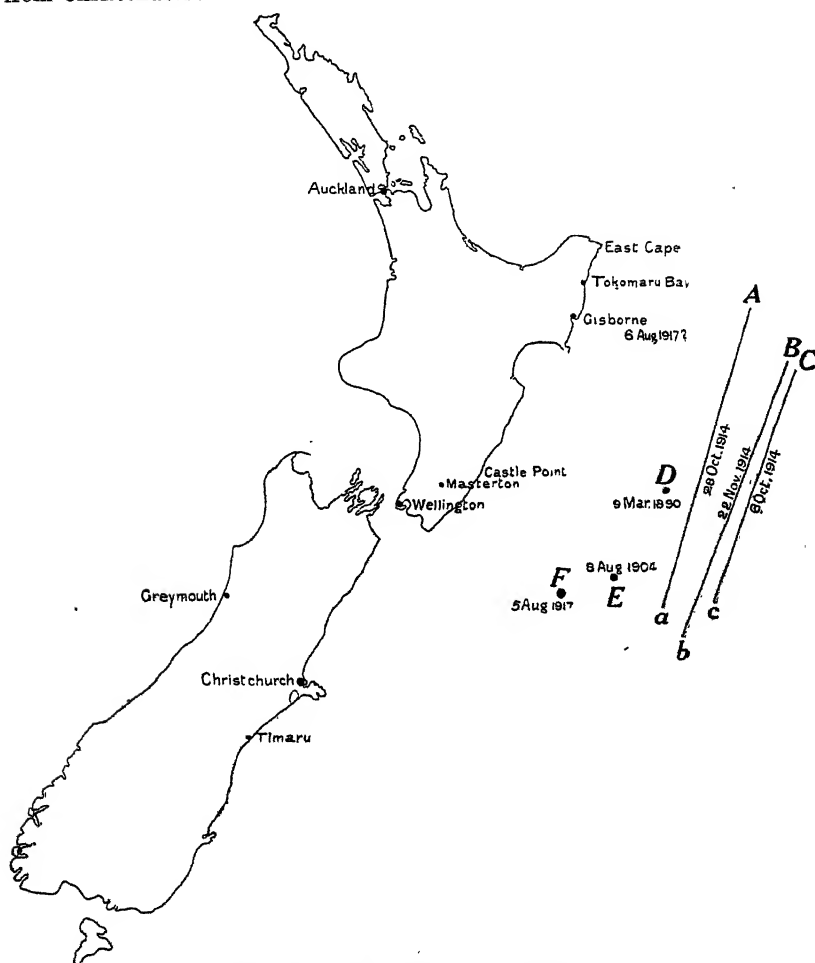 Auckland
East Cape
Tokomaru Bay
Gisborne
6 Aug 1917?
A
B C
28 Oct. 1914
22 Nov. 1914
6 Oct. 1914
Castle Point
Masterton
Wellington
D
9 Mar. 1890
8 Aug 1904
E
F
5 Aug 1917
a
b
c
Greymouth
Christchurch
Timaru